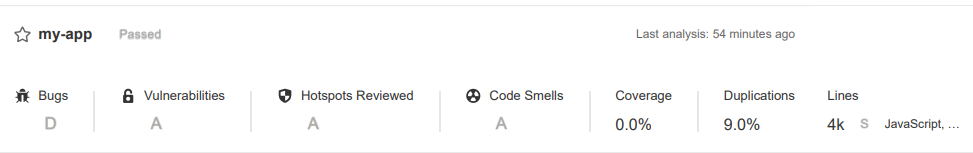 my-app Passed Last analysis: 54 minutes ago
Bugs Vulnerabilities Hotspots Reviewed Code Smells Coverage Duplications Lines
D A A A 0.0% 9.0% 4k S JavaScript, ...